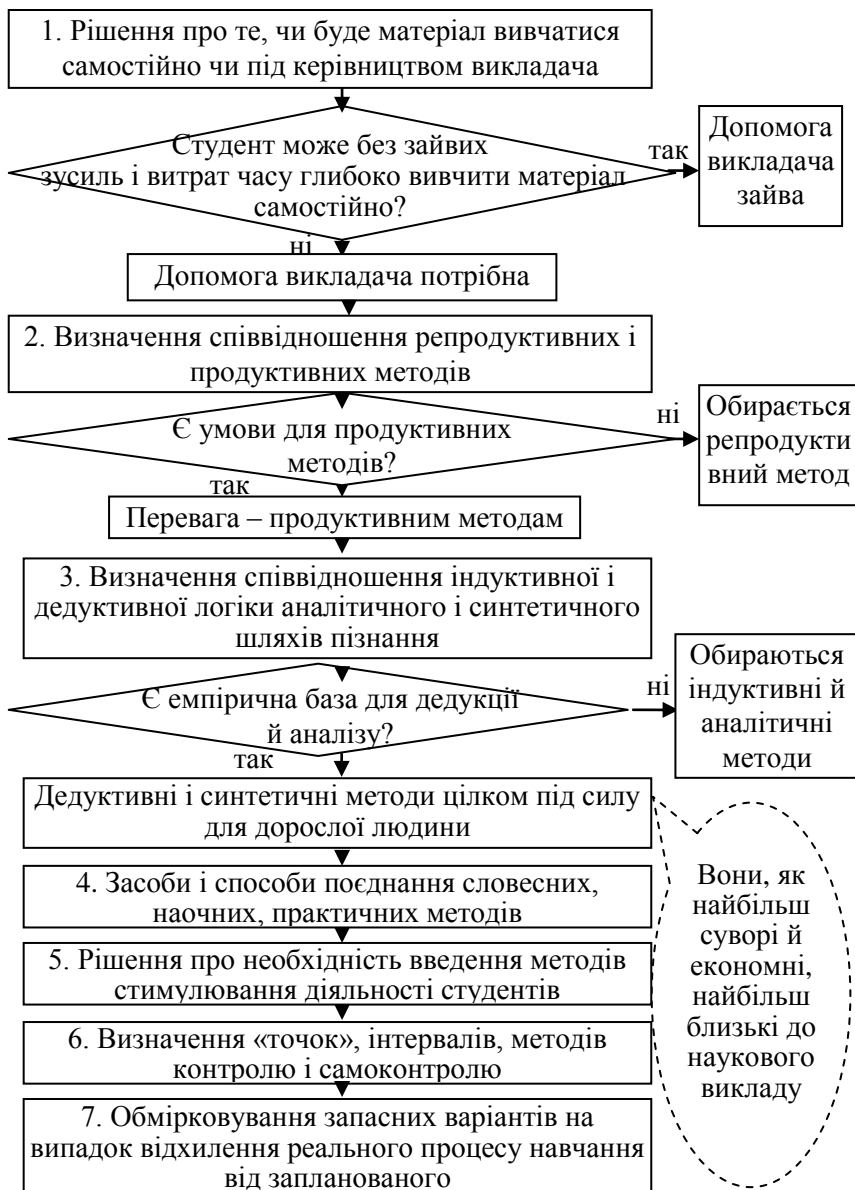 1. Рішення про те, чи буде матеріал вивчатися
самостійно чи під керівництвом викладача
Студент може без зайвих
зусиль і витрат часу глибоко вивчити матеріал
самостійно?
так
Допомога
викладача
зайва
ні
Допомога викладача потрібна
2. Визначення співвідношення репродуктивних і
продуктивних методів
Є умови для продуктивних
методів?
ні
Обирається
репродукти
вний метод
так
Перевага – продуктивним методам
3. Визначення співвідношення індуктивної і
дедуктивної логіки аналітичного і синтетичного
шляхів пізнання
Є емпірична база для дедукції
й аналізу?
ні
Обираються
індуктивні й
аналітичні
методи
так
Дедуктивні і синтетичні методи цілком під силу
для дорослої людини
Вони, як
найбільш
суворі й
економні,
найбільш
близькі до
наукового
викладу
4. Засоби і способи поєднання словесних,
наочних, практичних методів
5. Рішення про необхідність введення методів
стимулювання діяльності студентів
6. Визначення «точок», інтервалів, методів
контролю і самоконтролю
7. Обмірковування запасних варіантів на
випадок відхилення реального процесу навчання
від запланованого